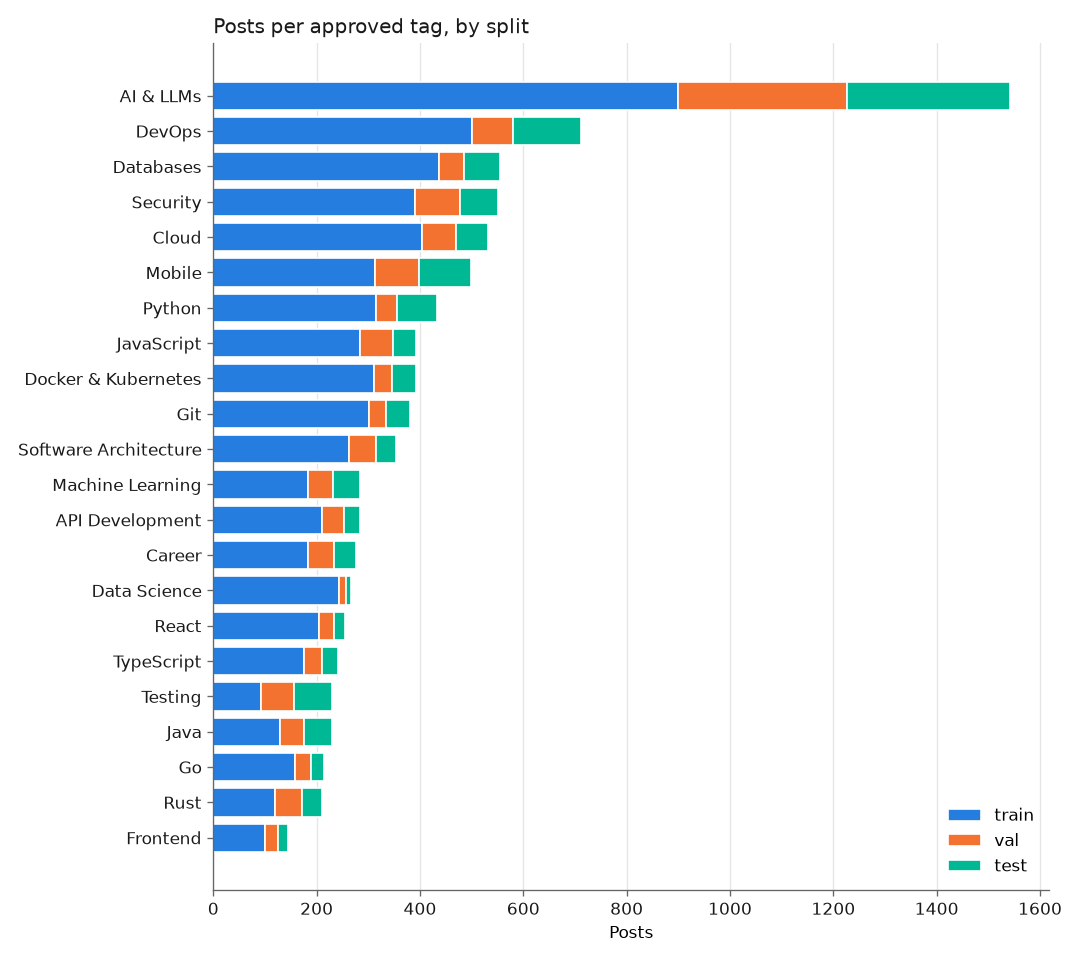 Posts per approved tag, by split
AI & LLMs
DevOps
Databases
Security
Cloud
Mobile
Python
JavaScript
Docker & Kubernetes
Git
Software Architecture
Machine Learning
API Development
Career
Data Science
React
TypeScript
Testing
Java
Go
Rust
Frontend
train
val
test
0 200 400 600 800 1000 1200 1400 1600
Posts